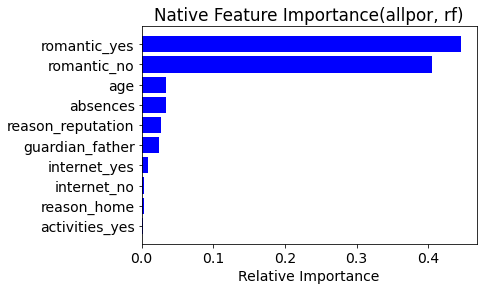 Native Feature Importance(allpor, rf)
romantic_yes
romantic_no
age
absences
reason_reputation
guardian_father
internet_yes
internet_no
reason_home
activities_yes
0.0 0.1 0.2 0.3 0.4
Relative Importance